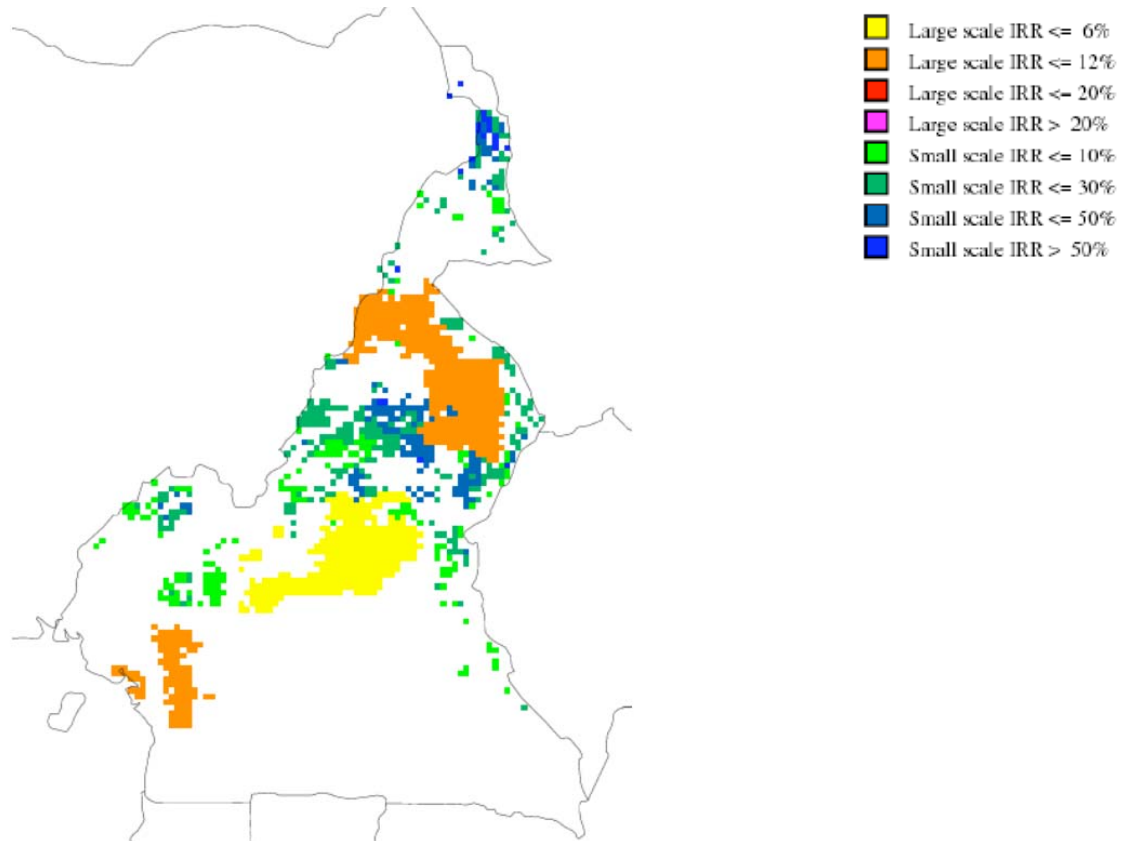 Large scale IRR <= 6%
Large scale IRR <= 12%
Large scale IRR <= 20%
Large scale IRR > 20%
Small scale IRR <= 10%
Small scale IRR <= 30%
Small scale IRR <= 50%
Small scale IRR > 50%